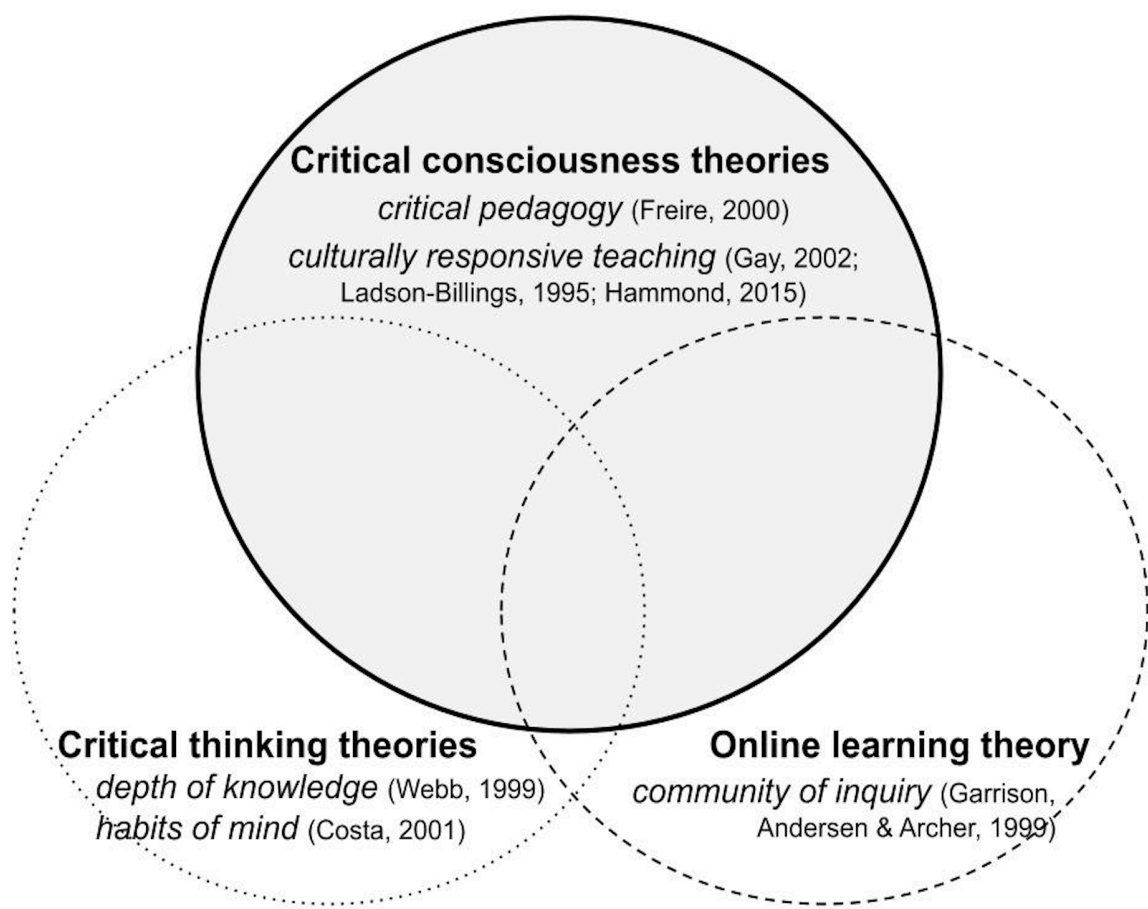 Critical consciousness theories
critical pedagogy (Freire, 2000)
culturally responsive teaching (Gay, 2002;
Ladson-Billings, 1995; Hammond, 2015)
Critical thinking theories
depth of knowledge (Webb, 1999)
habits of mind (Costa, 2001)
Online learning theory
community of inquiry (Garrison,
Andersen & Archer, 1999)